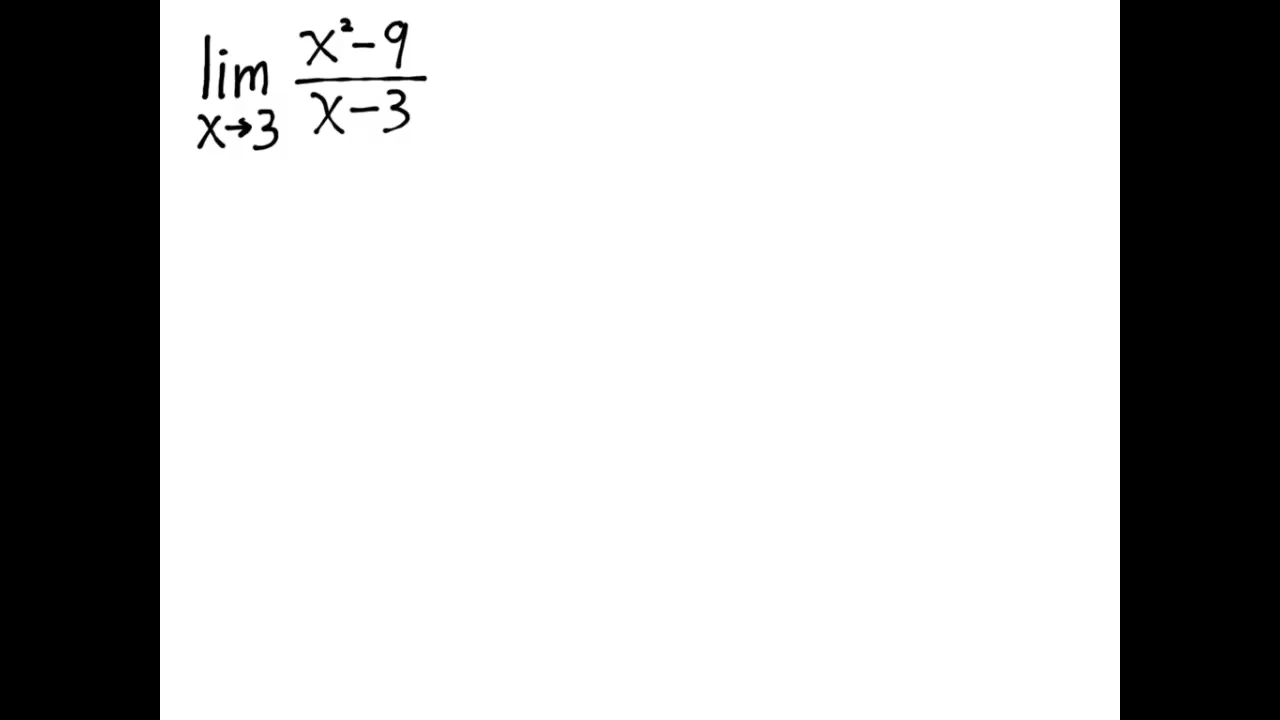 lim x→3 (x² - 9)/(x - 3)